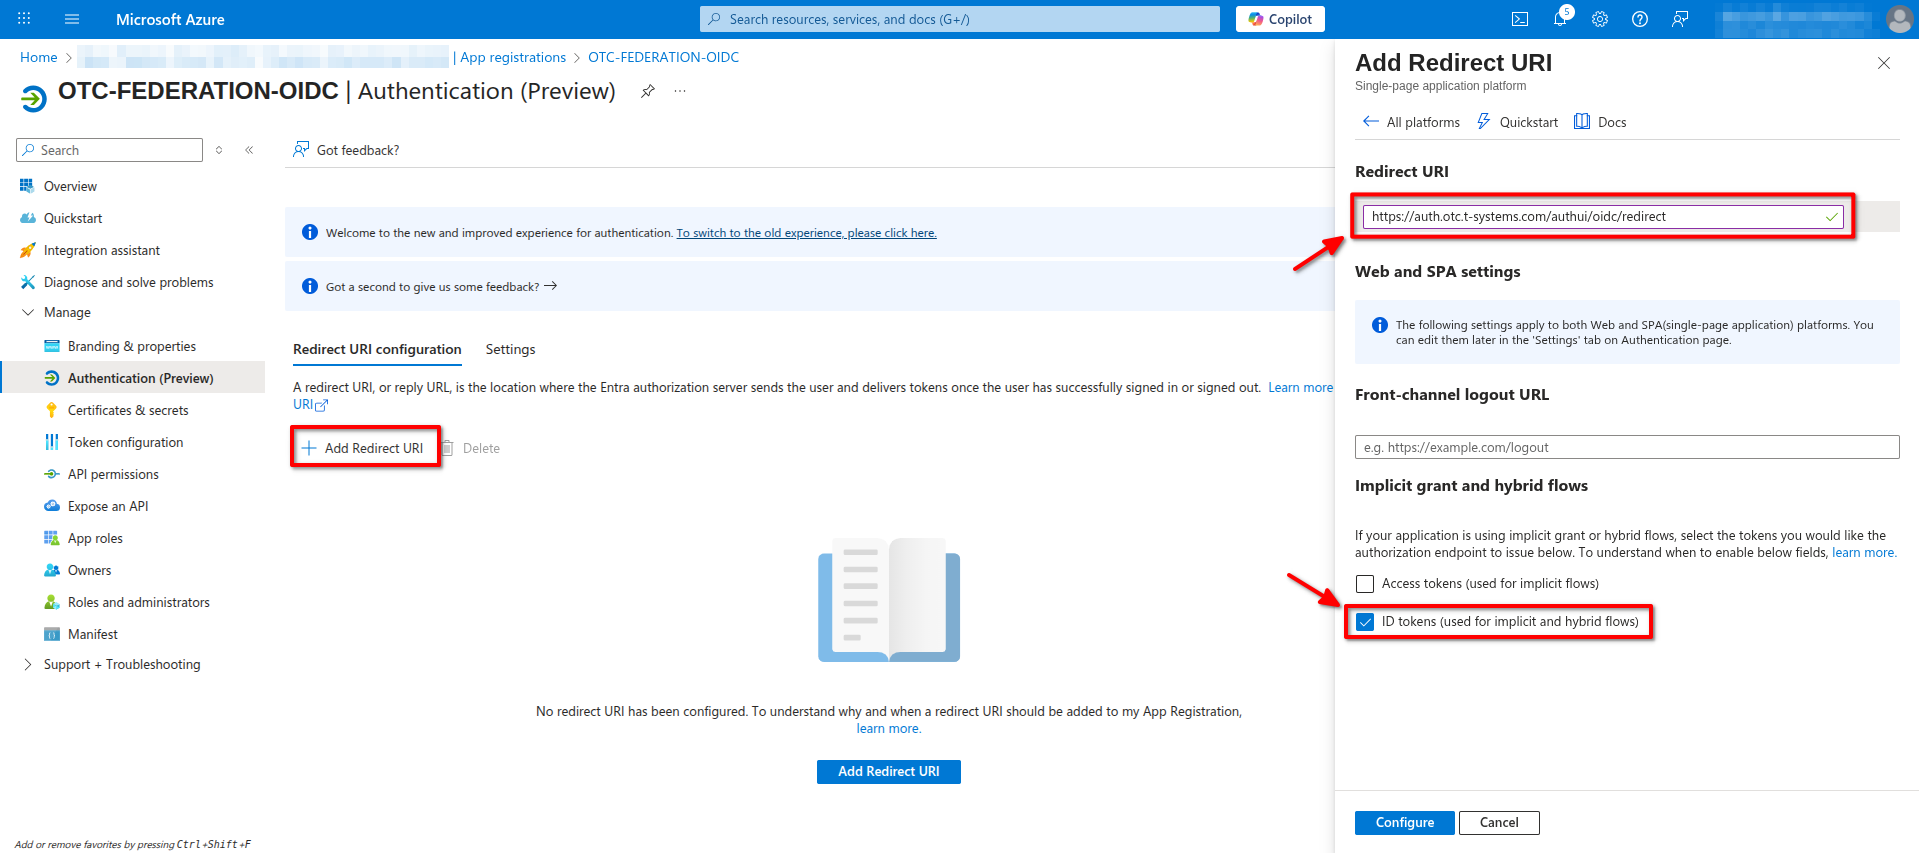 Microsoft Azure
Search resources, services, and docs (G+/)
Copilot
5
Home
| App registrations
OTC-FEDERATION-OIDC
OTC-FEDERATION-OIDC | Authentication (Preview)
Search
Overview
Quickstart
Integration assistant
Diagnose and solve problems
Manage
Branding & properties
Authentication (Preview)
Certificates & secrets
Token configuration
API permissions
Expose an API
App roles
Owners
Roles and administrators
Manifest
Support + Troubleshooting
Add or remove favorites by pressing Ctrl+Shift+F
Got feedback?
Welcome to the new and improved experience for authentication. To switch to the old experience, please click here.
Got a second to give us some feedback?
Redirect URI configuration
Settings
A redirect URI, or reply URL, is the location where the Entra authorization server sends the user and delivers tokens once the user has successfully signed in or signed out. Learn more
URI
Add Redirect URI
Delete
No redirect URI has been configured. To understand why and when a redirect URI should be added to my App Registration,
learn more.
Add Redirect URI
Add Redirect URI
Single-page application platform
All platforms
Quickstart
Docs
Redirect URI
https://auth.otc.t-systems.com/authui/oidc/redirect
Web and SPA settings
The following settings apply to both Web and SPA(single-page application) platforms. You
can edit them later in the 'Settings' tab on Authentication page.
Front-channel logout URL
e.g. https://example.com/logout
Implicit grant and hybrid flows
If your application is using implicit grant or hybrid flows, select the tokens you would like the
authorization endpoint to issue below. To understand when to enable below fields, learn more.
Access tokens (used for implicit flows)
ID tokens (used for implicit and hybrid flows)
Configure
Cancel